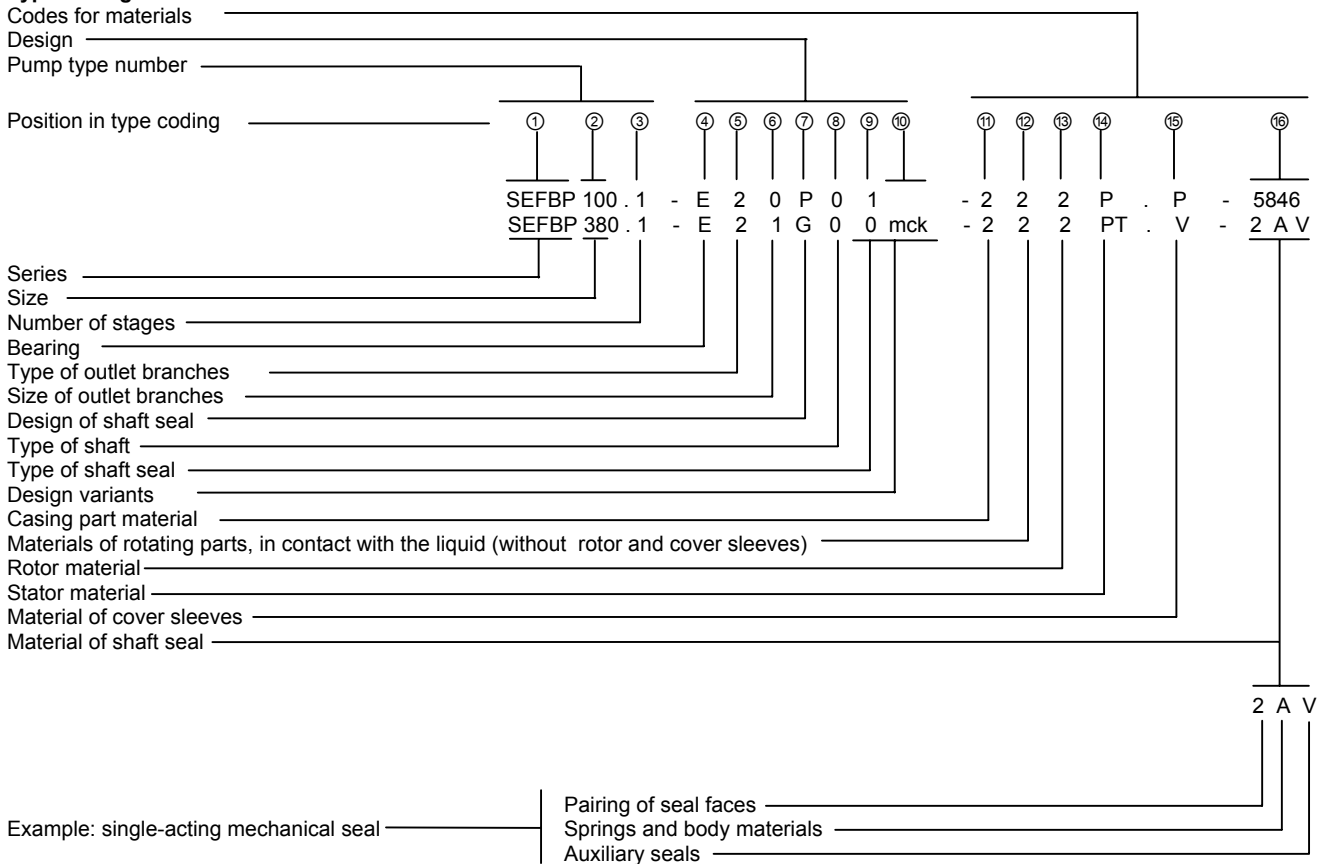 Codes for materials
Design
Pump type number
Position in type coding ① ② ③ ④ ⑤ ⑥ ⑦ ⑧ ⑨ ⑩ ⑪ ⑫ ⑬ ⑭ ⑮ ⑯
SEFBP 100 . 1 - E 2 0 P 0 1 - 2 2 2 P . P - 5846
SEFBP 380 . 1 - E 2 1 G 0 0 mck - 2 2 2 PT . V - 2 A V
Series
Size
Number of stages
Bearing
Type of outlet branches
Size of outlet branches
Design of shaft seal
Type of shaft
Type of shaft seal
Design variants
Casing part material
Materials of rotating parts, in contact with the liquid (without rotor and cover sleeves)
Rotor material
Stator material
Material of cover sleeves
Material of shaft seal
2 A V
Pairing of seal faces
Example: single-acting mechanical seal Springs and body materials
Auxiliary seals